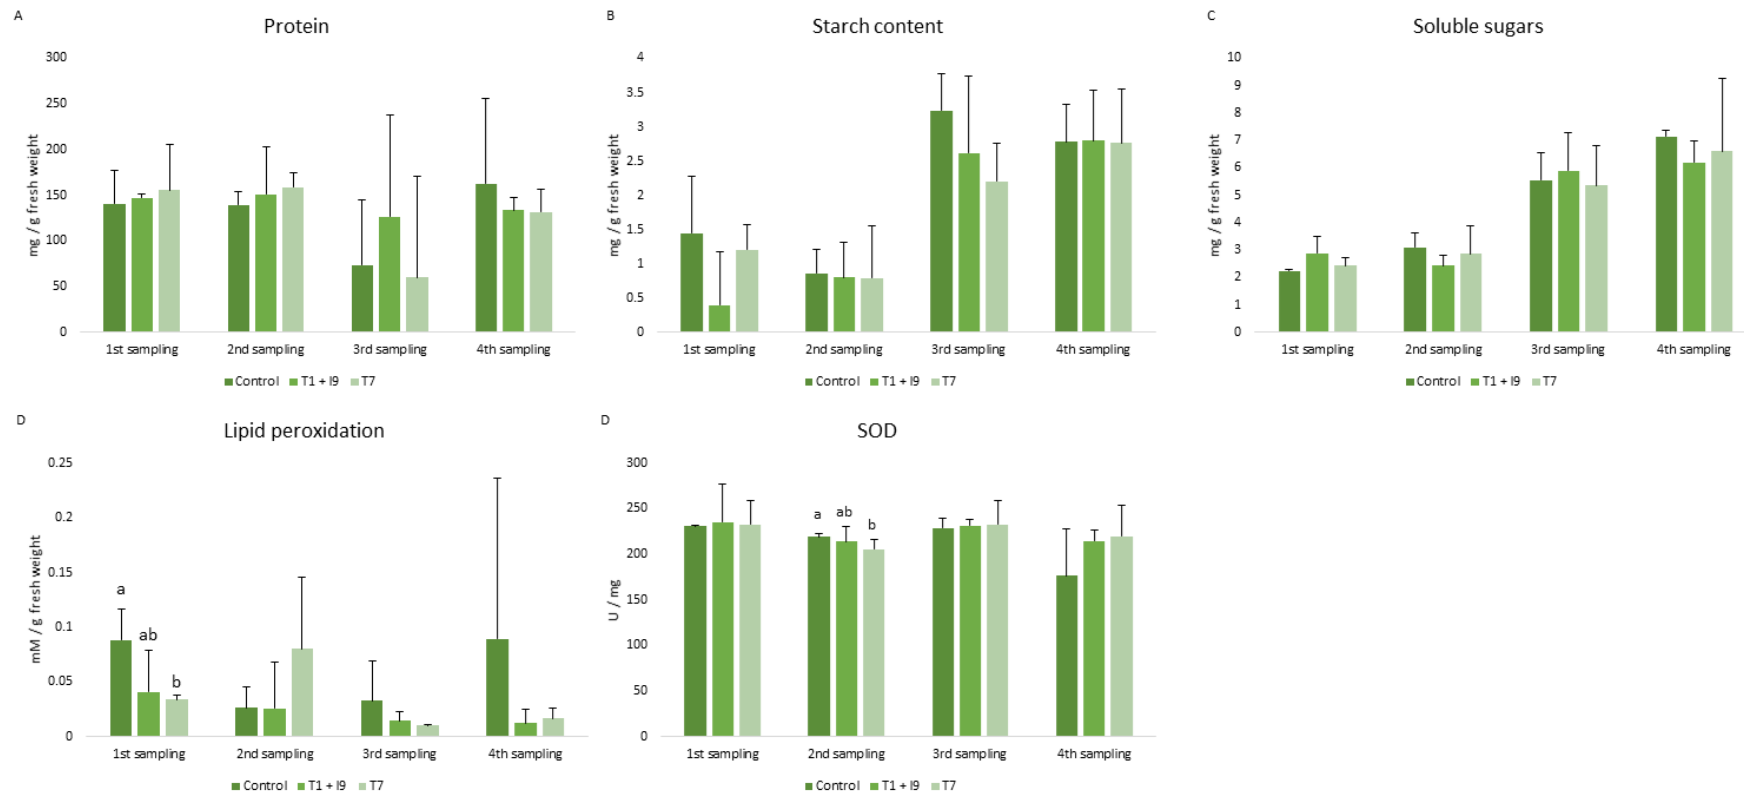 A
Protein
300
250
200
150
100
50
0
mg / g fresh weight
1st sampling 2nd sampling 3rd sampling 4th sampling
Control T1 + I9 T7
B
Starch content
4
3.5
3
2.5
2
1.5
1
0.5
0
mg / g fresh weight
1st sampling 2nd sampling 3rd sampling 4th sampling
Control T1 + I9 T7
C
Soluble sugars
10
9
8
7
6
5
4
3
2
1
0
mg / g fresh weight
1st sampling 2nd sampling 3rd sampling 4th sampling
Control T1 + I9 T7
D
Lipid peroxidation
0.25
0.2
0.15
0.1
0.05
0
mM / g fresh weight
a
ab
b
1st sampling 2nd sampling 3rd sampling 4th sampling
Control T1 + I9 T7
D
SOD
300
250
200
150
100
50
0
U / mg
a ab b
1st sampling 2nd sampling 3rd sampling 4th sampling
Control T1 + I9 T7